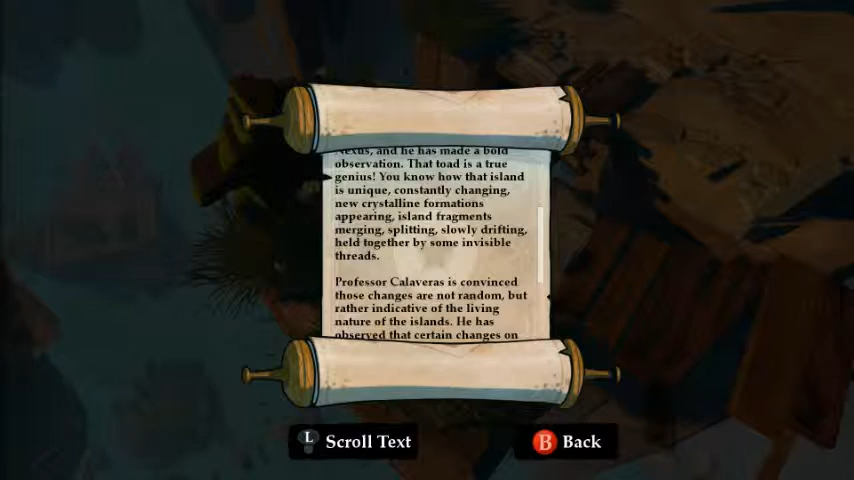 Nexus, and he has made a bold
observation. That toad is a true
genius! You know how that island
is unique, constantly changing,
new crystalline formations
appearing, island fragments
merging, splitting, slowly drifting,
held together by some invisible
threads.
Professor Calaveras is convinced
those changes are not random, but
rather indicative of the living
nature of the islands. He has
observed that certain changes on
L Scroll Text
B Back